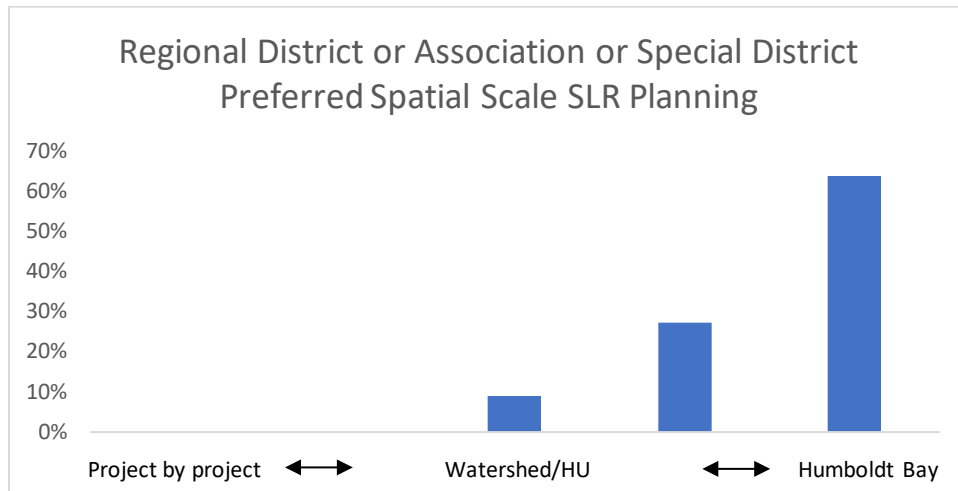 Regional District or Association or Special District
Preferred Spatial Scale SLR Planning
70%
60%
50%
40%
30%
20%
10%
0%
Project by project
Watershed/HU
Humboldt Bay